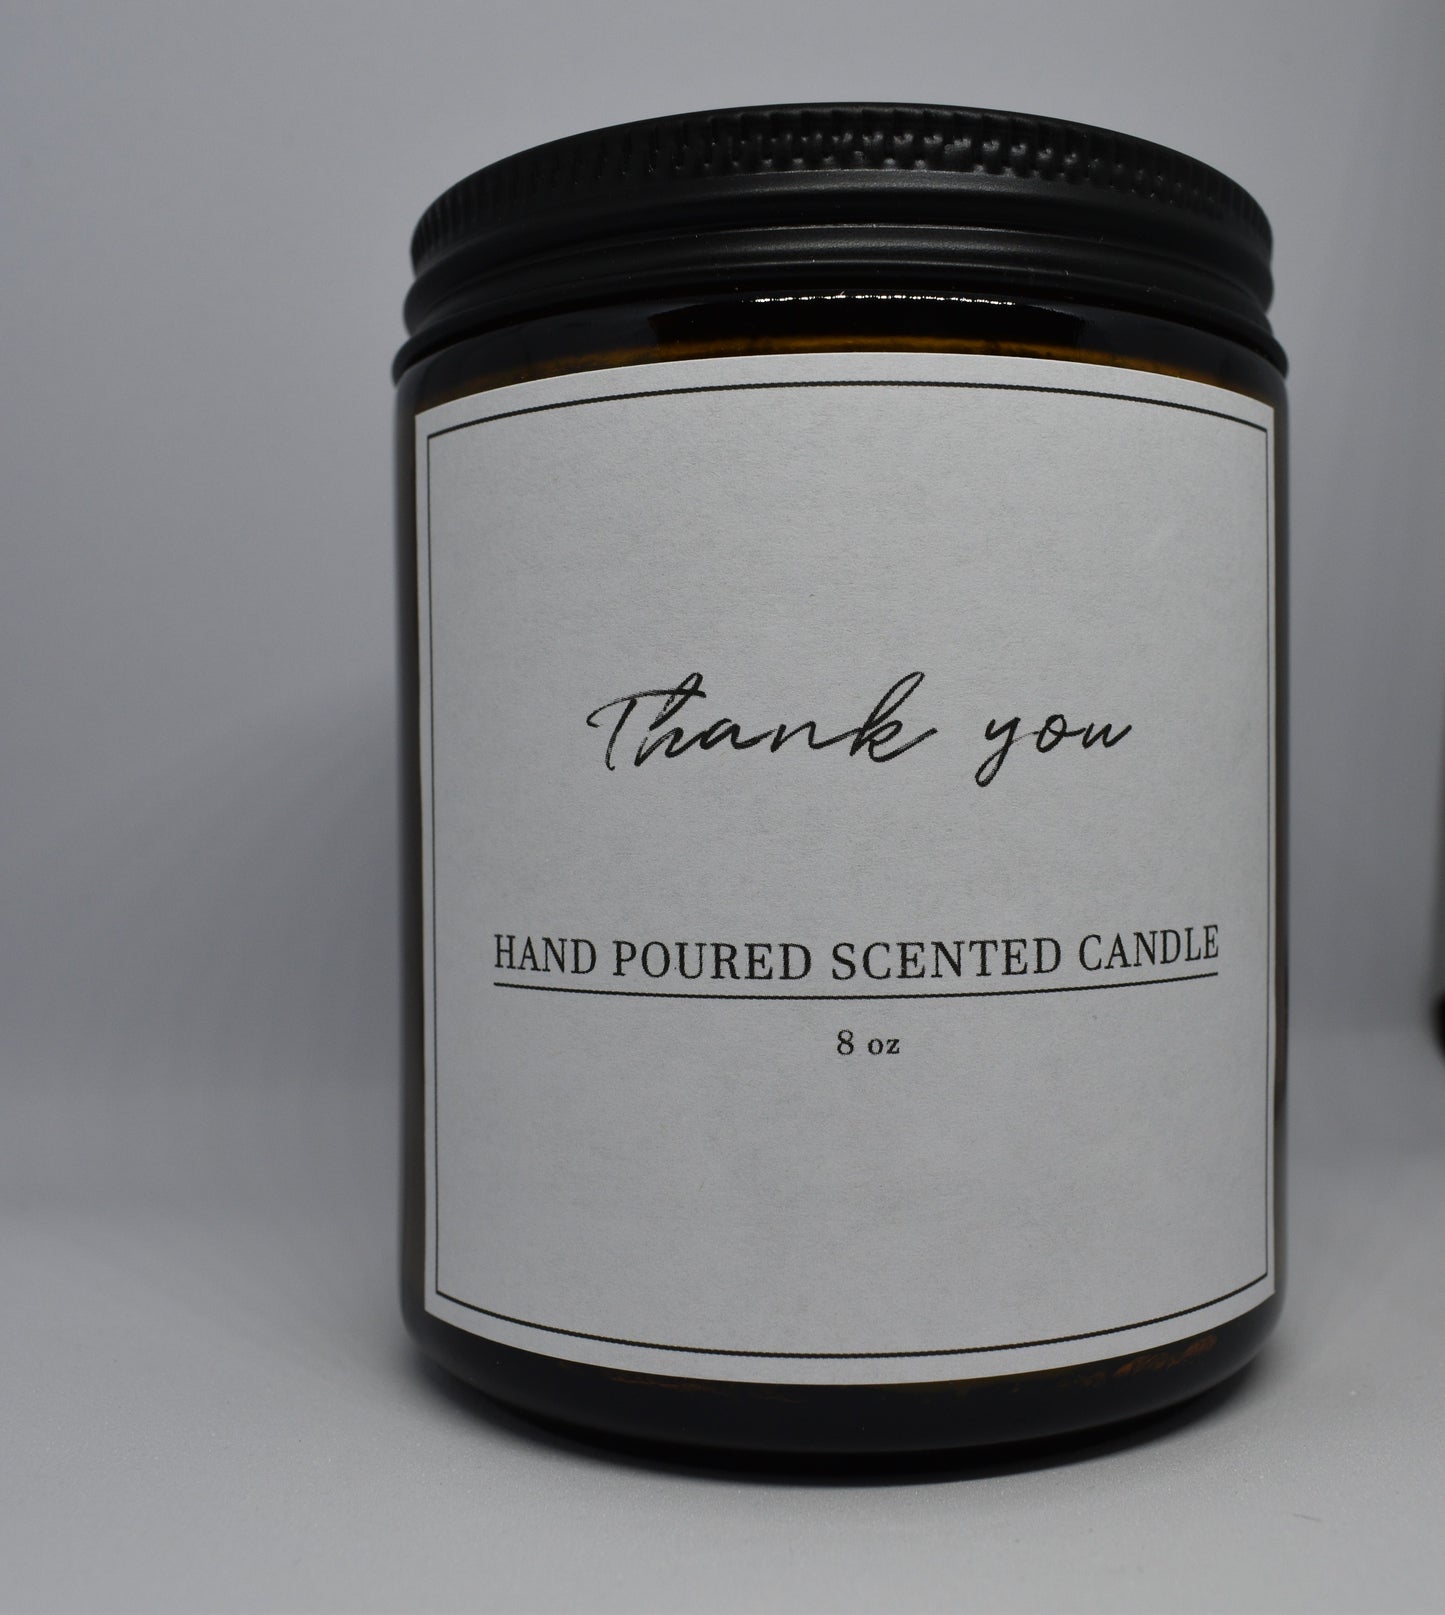 Thank you
HAND POURED SCENTED CANDLE
8 oz